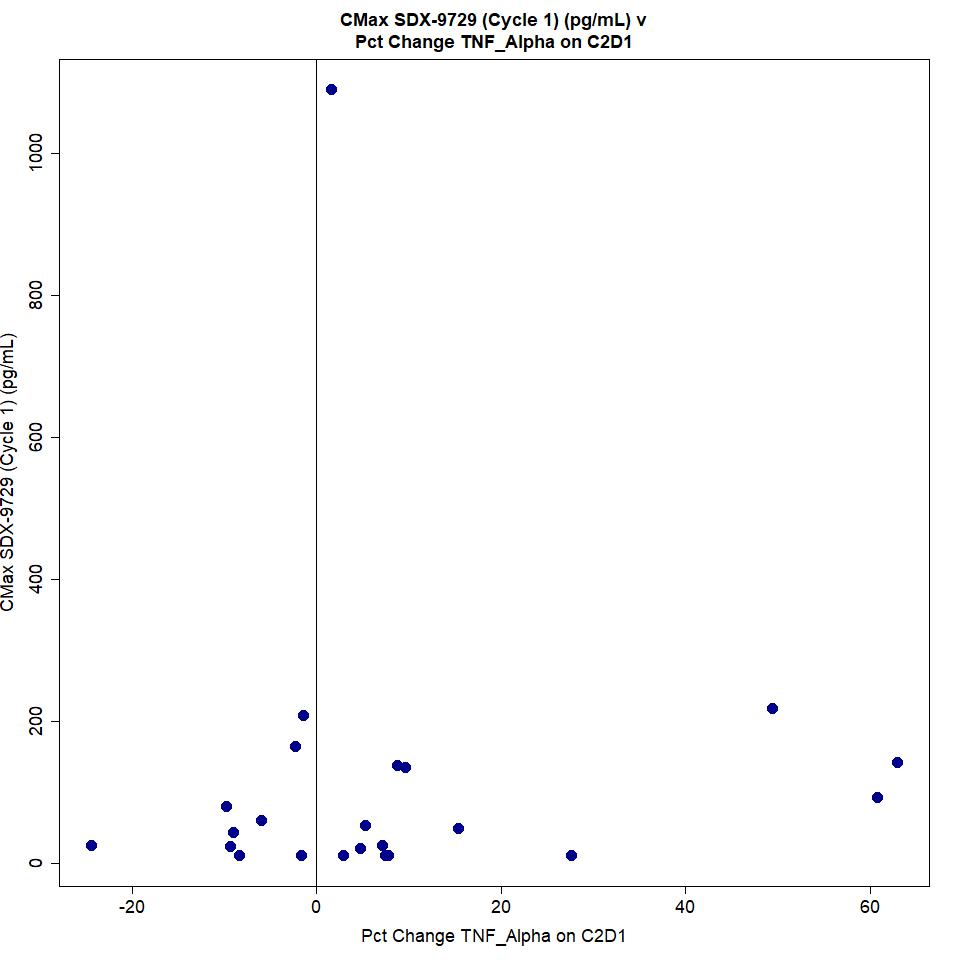 CMax SDX-9729 (Cycle 1) (pg/mL) v
Pct Change TNF_Alpha on C2D1
CMax SDX-9729 (Cycle 1) (pg/mL)
1000
800
600
400
200
0
-20
0
20
40
60
Pct Change TNF_Alpha on C2D1